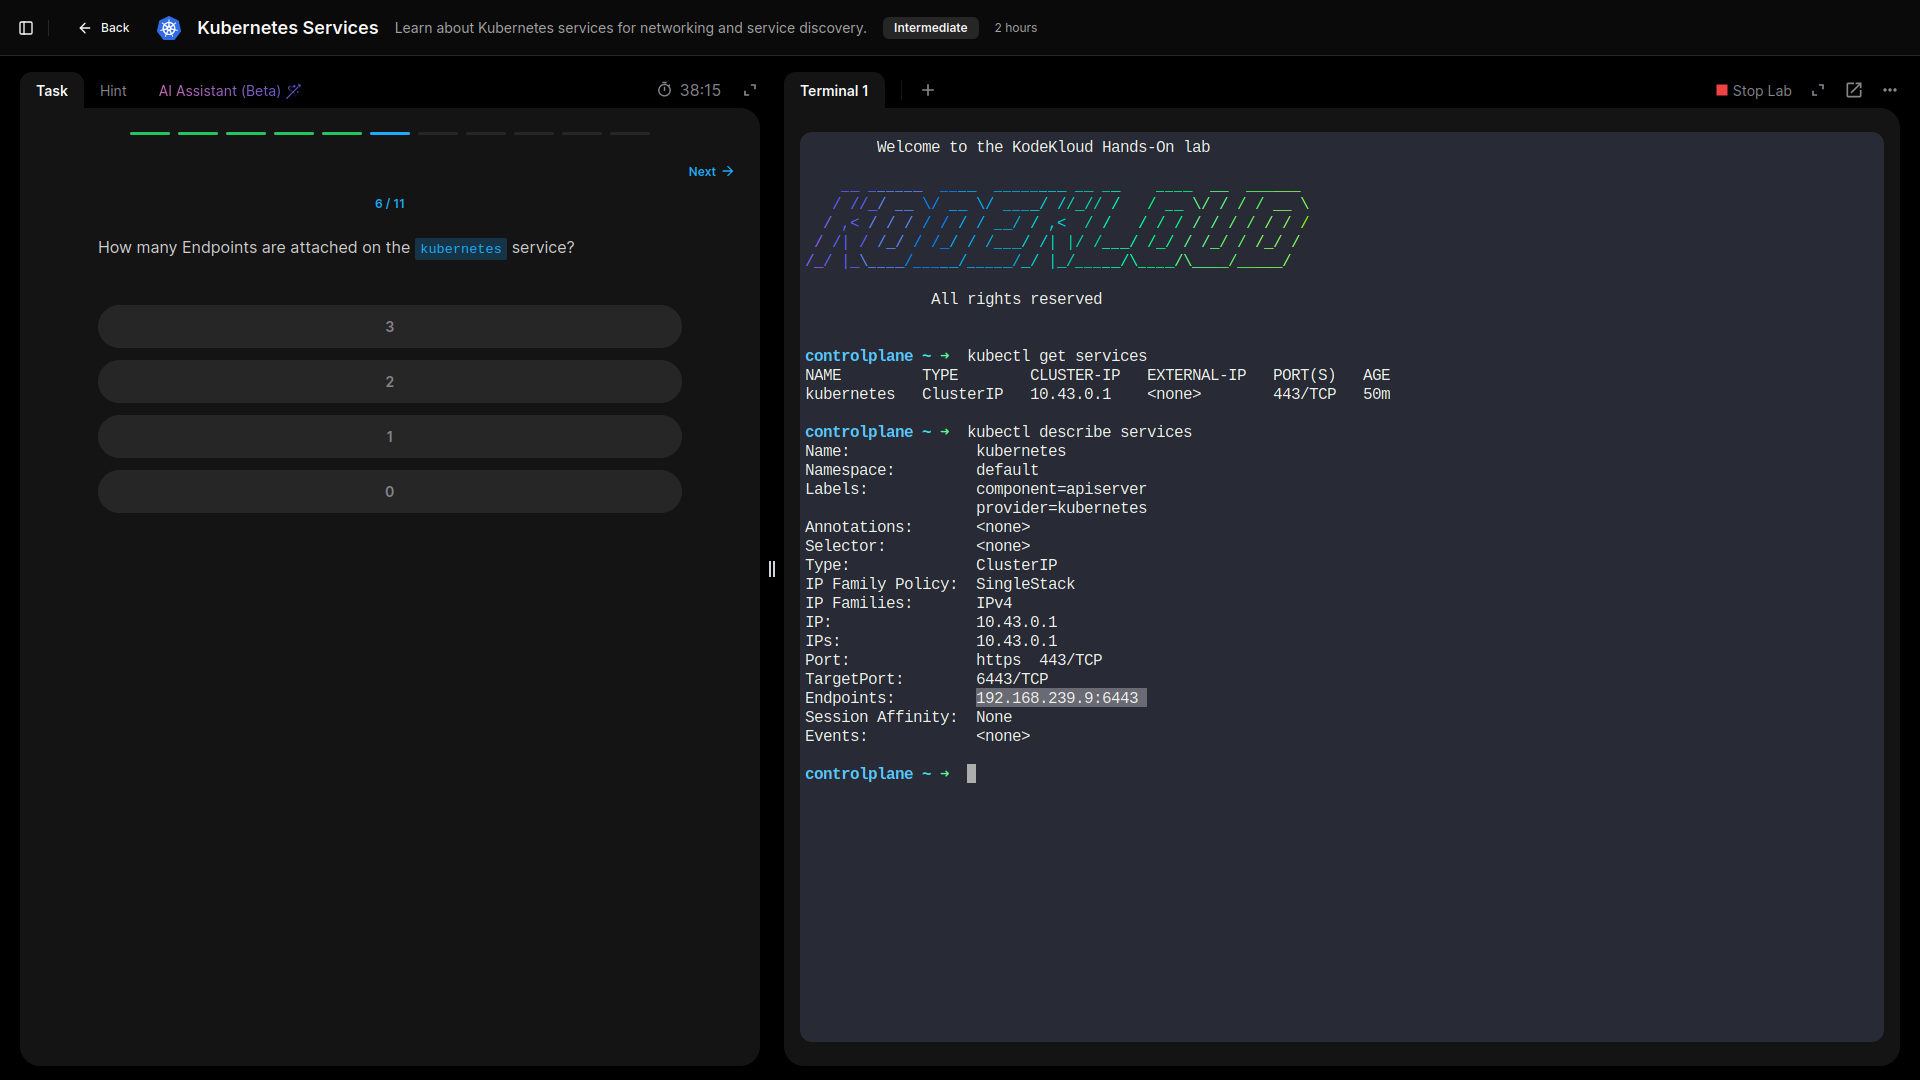 Back
Kubernetes Services
Learn about Kubernetes services for networking and service discovery.
Intermediate
2 hours
Task
Hint
AI Assistant (Beta)
38:15
Next
6 / 11
How many Endpoints are attached on the kubernetes service?
3
2
1
0
Terminal 1
Stop Lab
Welcome to the KodeKloud Hands-On lab
KODEKLOUD
All rights reserved
controlplane ~ ➜  kubectl get services
NAME         TYPE        CLUSTER-IP   EXTERNAL-IP   PORT(S)   AGE
kubernetes   ClusterIP   10.43.0.1    <none>        443/TCP   50m
controlplane ~ ➜  kubectl describe services
Name:              kubernetes
Namespace:         default
Labels:            component=apiserver
                   provider=kubernetes
Annotations:       <none>
Selector:          <none>
Type:              ClusterIP
IP Family Policy:  SingleStack
IP Families:       IPv4
IP:                10.43.0.1
IPs:               10.43.0.1
Port:              https  443/TCP
TargetPort:        6443/TCP
Endpoints:         192.168.239.9:6443
Session Affinity:  None
Events:            <none>
controlplane ~ ➜